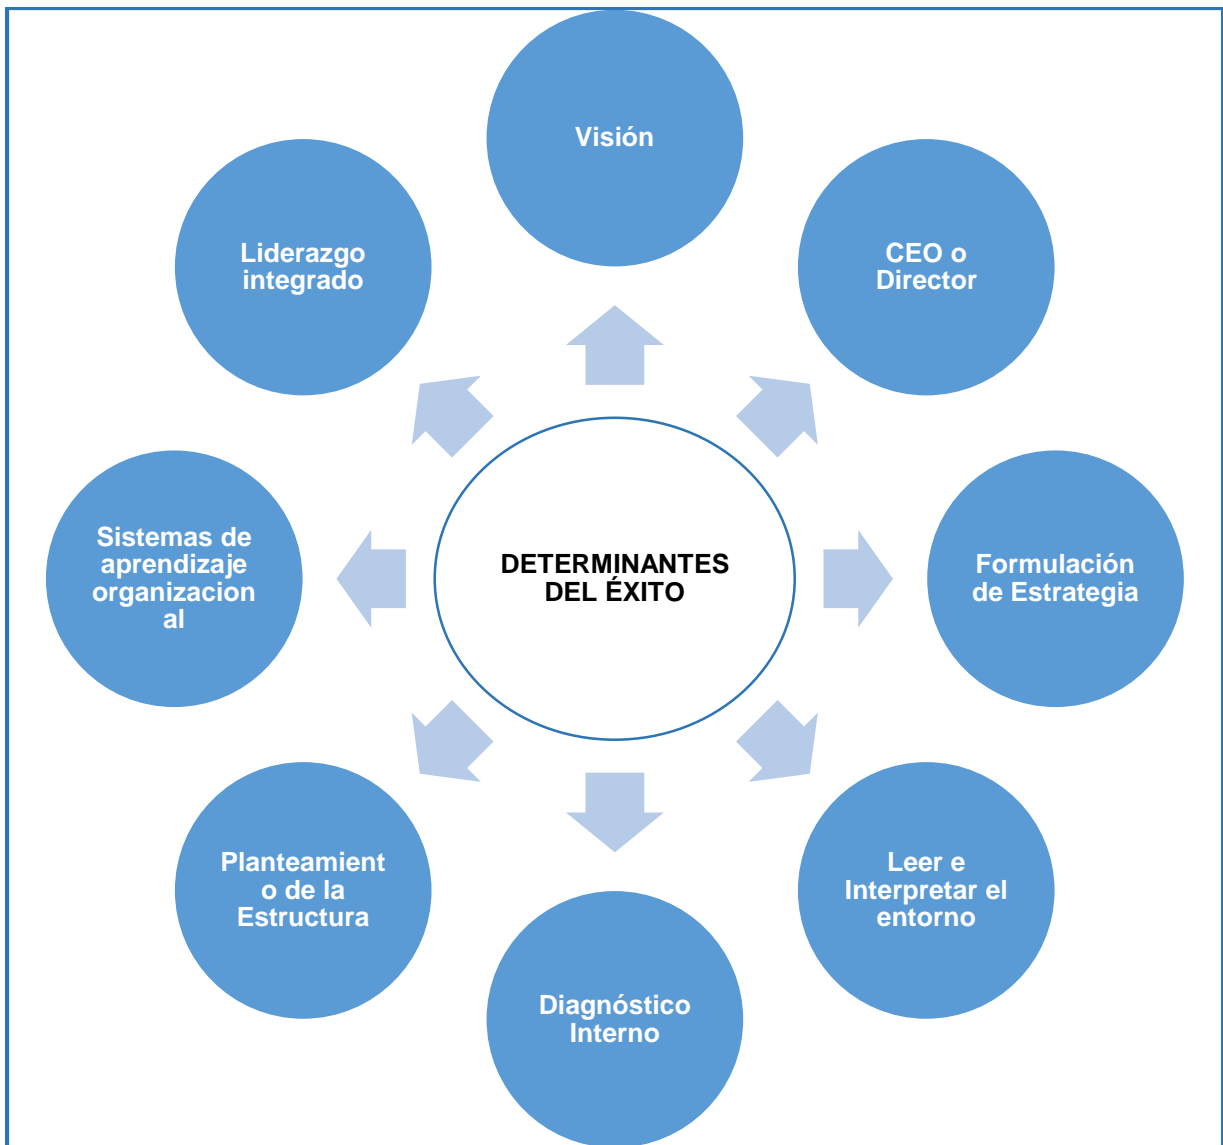 Visión
CEO o
Director
Formulación
de Estrategia
Leer e
Interpretar el
entorno
Diagnóstico
Interno
Planteamient
o de la
Estructura
Sistemas de
aprendizaje
organizacion
al
Liderazgo
integrado
DETERMINANTES
DEL ÉXITO